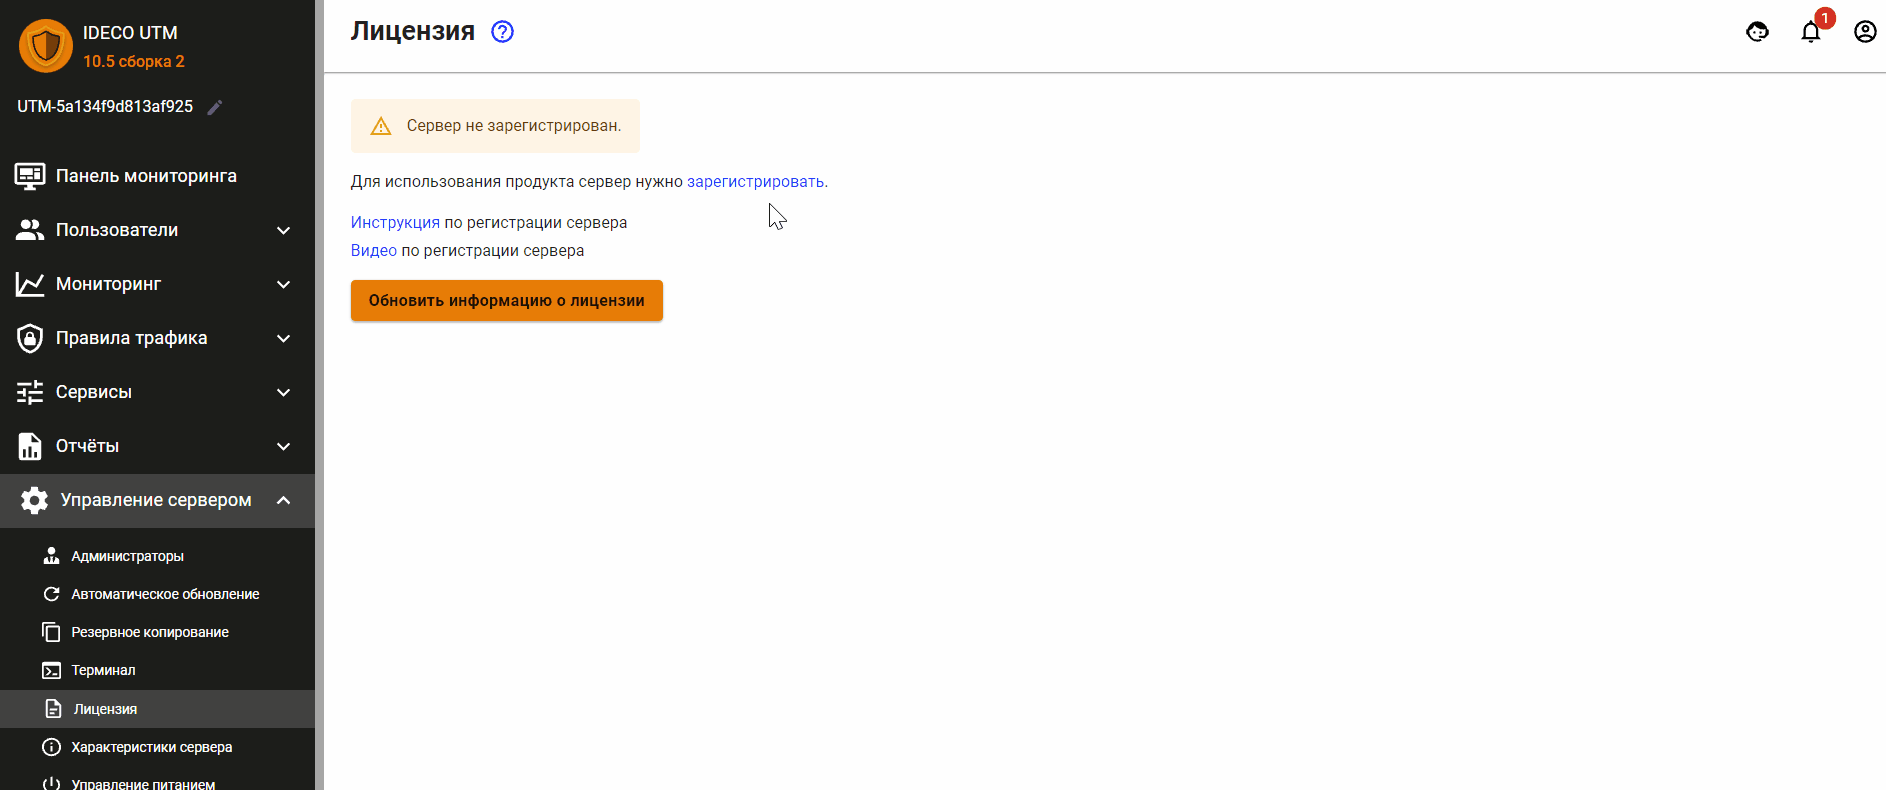 IDECO UTM
10.5 сборка 2
UTM-5a134f9d813af925
Панель мониторинга
Пользователи
Мониторинг
Правила трафика
Сервисы
Отчёты
Управление сервером
Администраторы
Автоматическое обновление
Резервное копирование
Терминал
Лицензия
Характеристики сервера
Управление питанием
Лицензия
1
Сервер не зарегистрирован.
Для использования продукта сервер нужно зарегистрировать.
Инструкция по регистрации сервера
Видео по регистрации сервера
Обновить информацию о лицензии